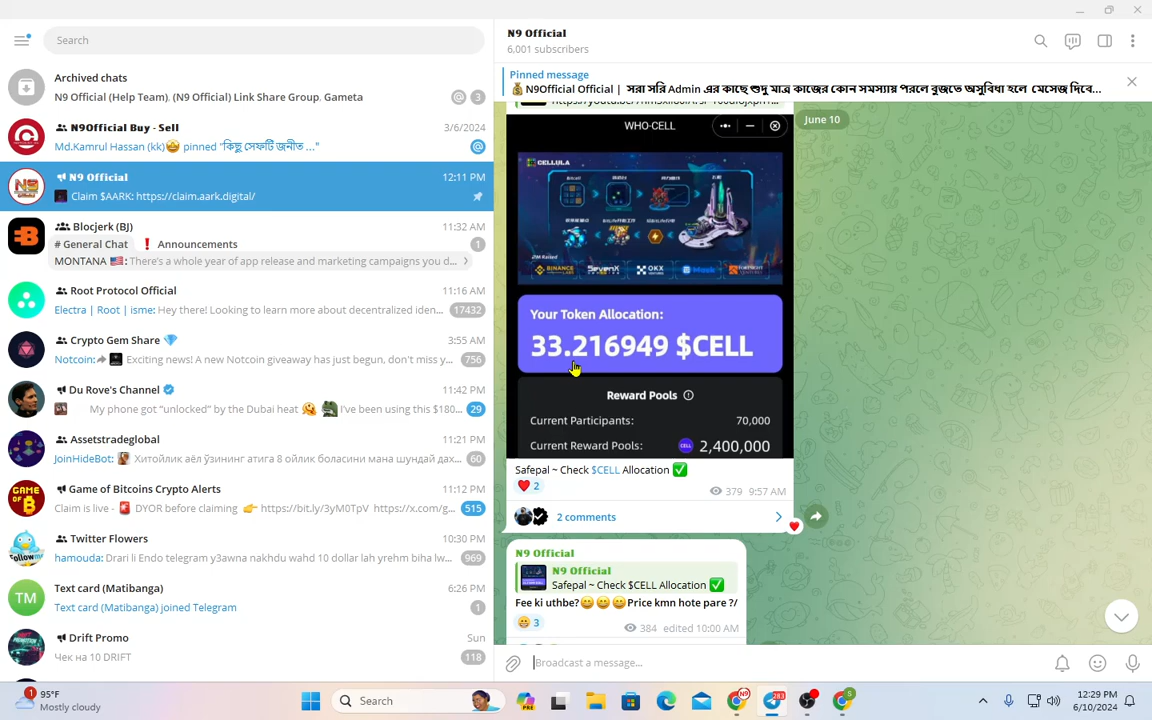 Search
Archived chats
N9 Official (Help Team), (N9 Official) Link Share Group, Gameta
@ 3
N9Official Buy - Sell
3/6/2024
Md.Kamrul Hassan (kk)🤩 pinned "কিছু সেফটি জনীত ..."
@
N9 Official
12:11 PM
Claim $AARK: https://claim.aark.digital/
Blocjerk (BJ)
11:32 AM
# General Chat ❗ Announcements
1
MONTANA 🇺🇸: There's a whole year of app release and marketing campaigns you d...
Root Protocol Official
11:16 AM
Electra | Root | isme: Hey there! Looking to learn more about decentralized iden...
17432
Crypto Gem Share 💎
3:55 AM
Notcoin: Exciting news! A new Notcoin giveaway has just begun, don't miss y...
756
Du Rove's Channel
11:42 PM
My phone got "unlocked" by the Dubai heat 🫠 I've been using this $180...
29
Assetstradeglobal
11:21 PM
JoinHideBot: Хитойлик аёл ўзининг атига 8 ойлик боласини мана шундай дах...
60
Game of Bitcoins Crypto Alerts
11:12 PM
Claim is live - 🚨 DYOR before claiming 👉 https://bit.ly/3yM0TpV https://x.com/g...
515
Twitter Flowers
10:30 PM
hamouda: Drari li Endo telegram y3awna nakhdu wahd 10 dollar lah yrehm biha lw...
969
Text card (Matibanga)
6:26 PM
TM
Text card (Matibanga) joined Telegram
1
Drift Promo
Sun
Чек на 10 DRIFT
118
N9 Official
6,001 subscribers
Pinned message
💰N9Official Official | সরা সরি Admin এর কাছে শুদু মাত্র কাজের কোন সমস্যায় পরলে বুজতে অসুবিধা হলে মেসেজ দিবে...
June 10
WHO-CELL
CELLULA
BINANCE LABS
SevenX
OKX VENTURES
Your Token Allocation:
33.216949 $CELL
Reward Pools
Current Participants: 70,000
Current Reward Pools: 2,400,000
Safepal ~ Check $CELL Allocation ✅
❤ 2
379 9:57 AM
2 comments
N9 Official
N9 Official
Safepal ~ Check $CELL Allocation ✅
Fee ki uthbe?😄😄😄Price kmn hote pare ?/
😁 3
384 edited 10:00 AM
Broadcast a message...
95°F
Mostly cloudy
Search
283
12:29 PM
6/10/2024